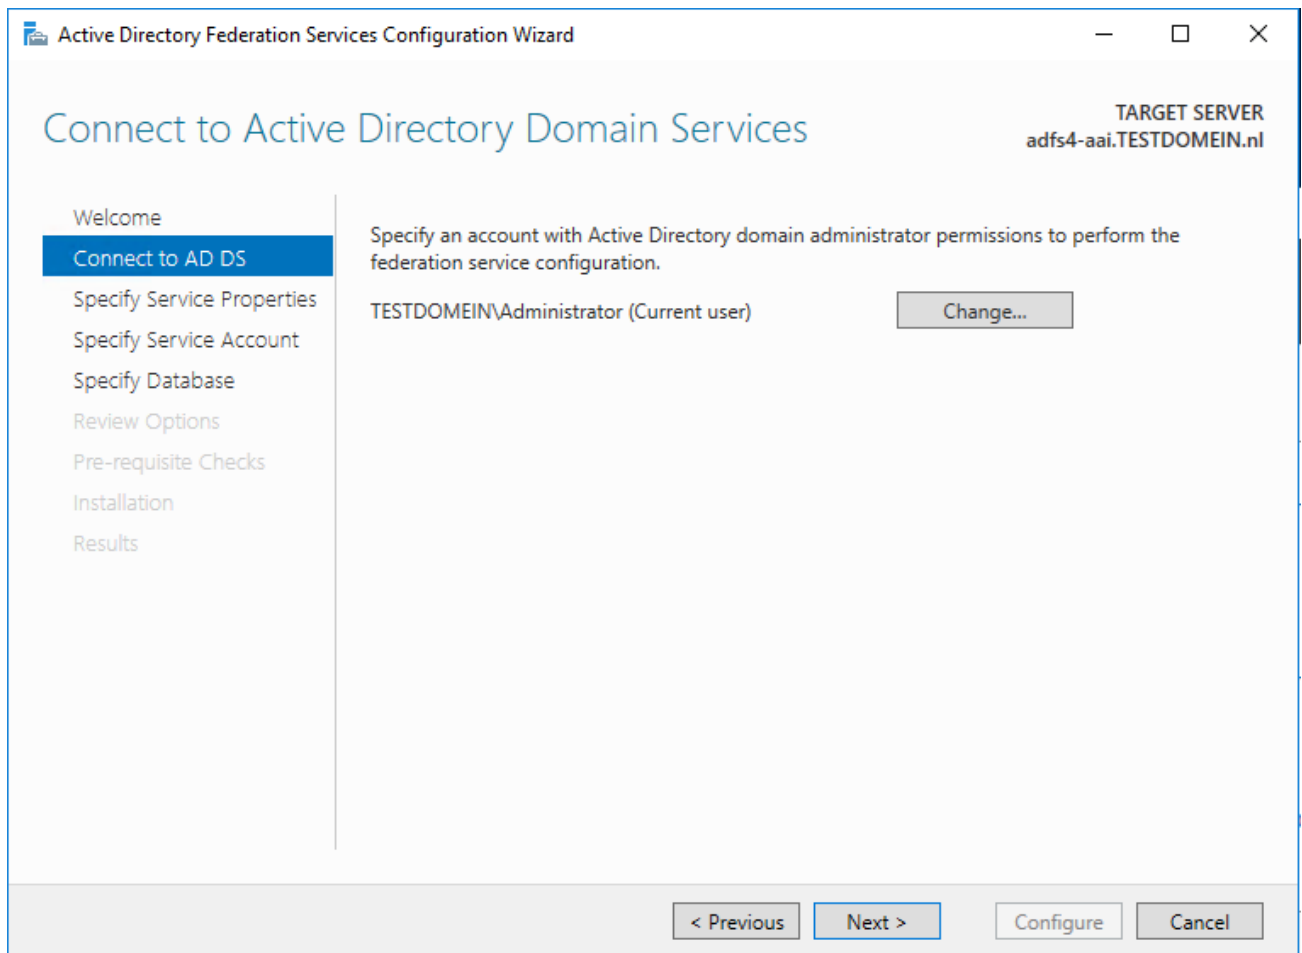 Active Directory Federation Services Configuration Wizard
Connect to Active Directory Domain Services
TARGET SERVER
adfs4-aai.TESTDOMEIN.nl
Welcome
Connect to AD DS
Specify Service Properties
Specify Service Account
Specify Database
Review Options
Pre-requisite Checks
Installation
Results
Specify an account with Active Directory domain administrator permissions to perform the
federation service configuration.
TESTDOMEIN\Administrator (Current user)
Change...
< Previous
Next >
Configure
Cancel